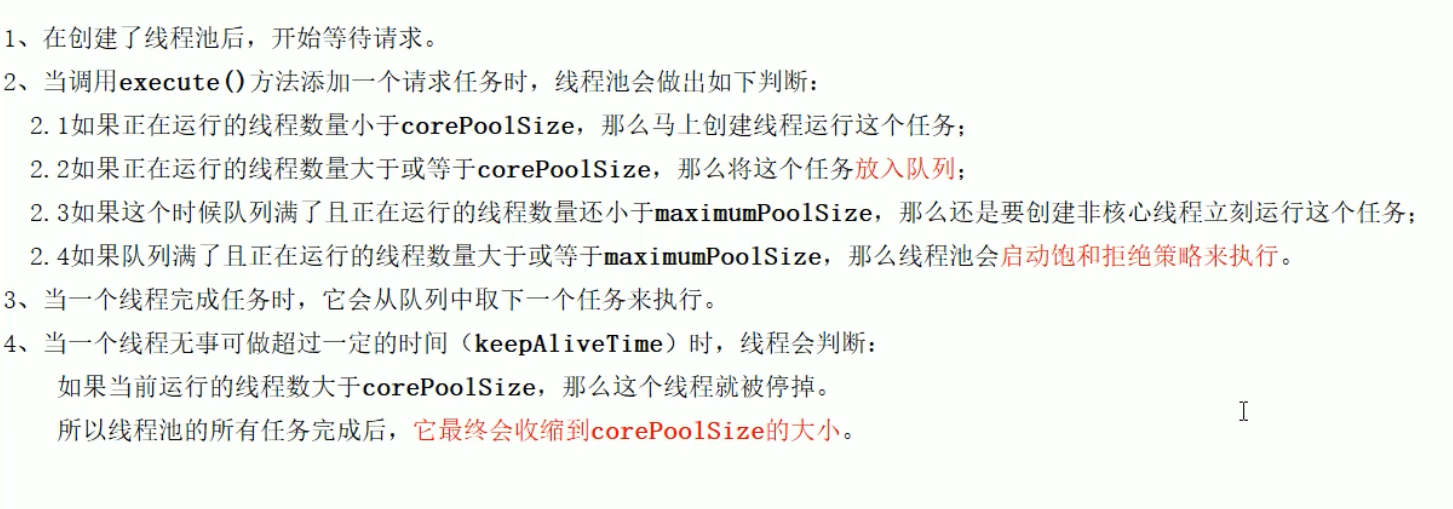 1、在创建了线程池后，开始等待请求。
2、当调用execute()方法添加一个请求任务时，线程池会做出如下判断：
2.1如果正在运行的线程数量小于corePoolSize，那么马上创建线程运行这个任务；
2.2如果正在运行的线程数量大于或等于corePoolSize，那么将这个任务放入队列；
2.3如果这个时候队列满了且正在运行的线程数量还小于maximumPoolSize，那么还是要创建非核心线程立刻运行这个任务；
2.4如果队列满了且正在运行的线程数量大于或等于maximumPoolSize，那么线程池会启动饱和拒绝策略来执行。
3、当一个线程完成任务时，它会从队列中取下一个任务来执行。
4、当一个线程无事可做超过一定的时间（keepAliveTime）时，线程会判断：
如果当前运行的线程数大于corePoolSize，那么这个线程就被停掉。
所以线程池的所有任务完成后，它最终会收缩到corePoolSize的大小。